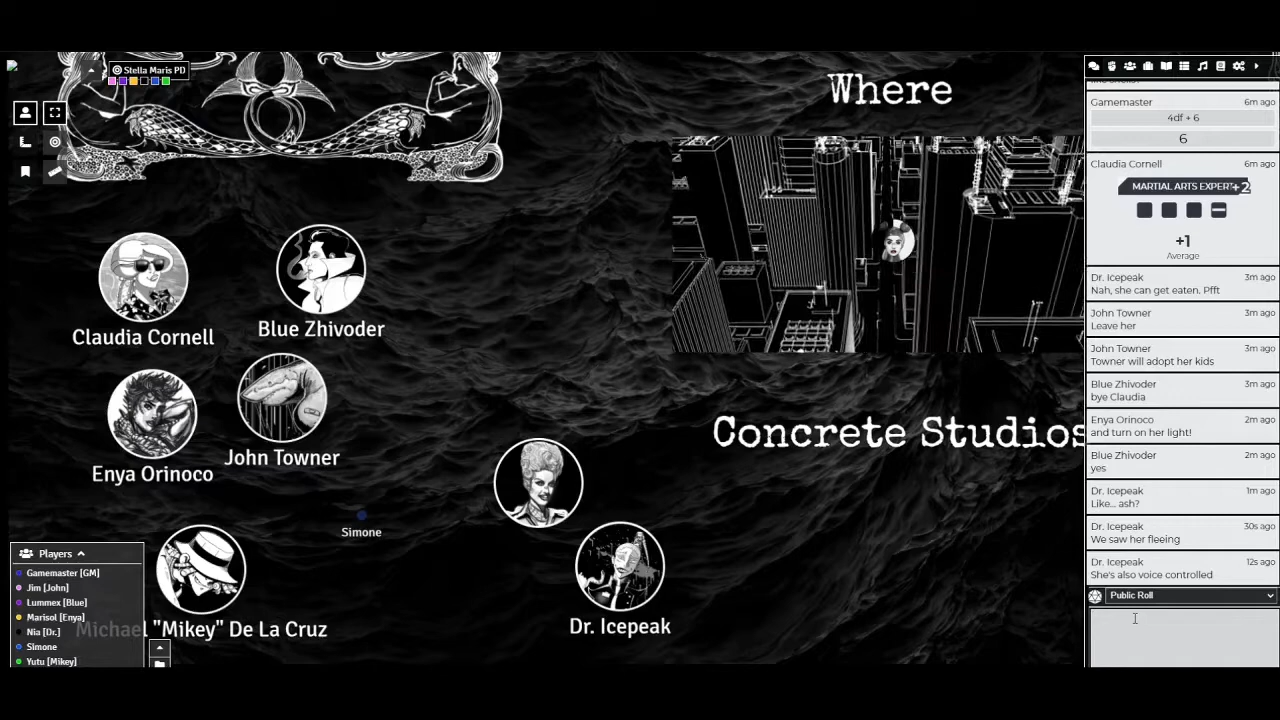 Stella Maris PD
Where
Claudia Cornell
Blue Zhivoder
Enya Orinoco
John Towner
Concrete Studios
Simone
Michael "Mikey" De La Cruz
Dr. Icepeak
Players
Gamemaster [GM]
Jim [John]
Lummex [Blue]
Marisol [Enya]
Nia [Dr.]
Simone
Yutu [Mikey]
Gamemaster 6m ago
4df + 6
6
Claudia Cornell 6m ago
MARTIAL ARTS EXPERT +2
+1
Average
Dr. Icepeak 3m ago
Nah, she can get eaten. Pfft
John Towner 3m ago
Leave her
John Towner 3m ago
Towner will adopt her kids
Blue Zhivoder 3m ago
bye Claudia
Enya Orinoco 2m ago
and turn on her light!
Blue Zhivoder 2m ago
yes
Dr. Icepeak 1m ago
Like... ash?
Dr. Icepeak 30s ago
We saw her fleeing
Dr. Icepeak 12s ago
She's also voice controlled
Public Roll